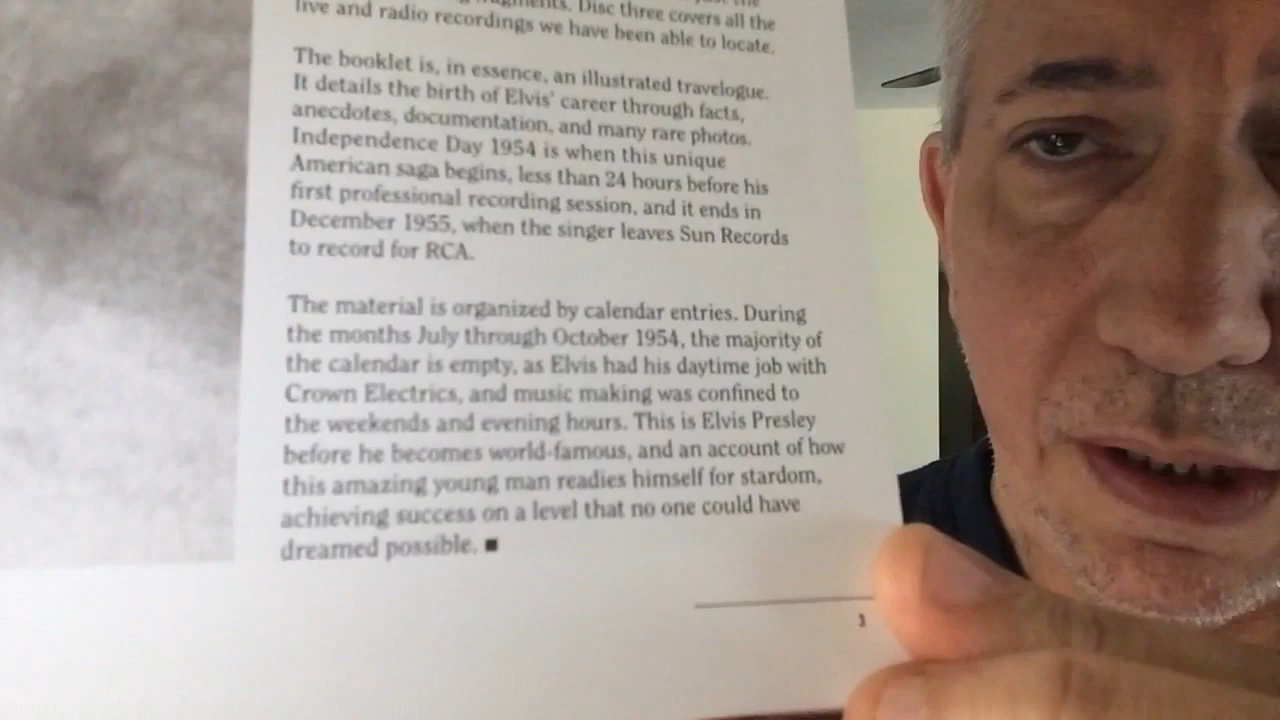 fragments. Disc three covers all the
live and radio recordings we have been able to locate.
The booklet is, in essence, an illustrated travelogue.
It details the birth of Elvis' career through facts,
anecdotes, documentation, and many rare photos.
Independence Day 1954 is when this unique
American saga begins, less than 24 hours before his
first professional recording session, and it ends in
December 1955, when the singer leaves Sun Records
to record for RCA.
The material is organized by calendar entries. During
the months July through October 1954, the majority of
the calendar is empty, as Elvis had his daytime job with
Crown Electrics, and music making was confined to
the weekends and evening hours. This is Elvis Presley
before he becomes world-famous, and an account of how
this amazing young man readies himself for stardom,
achieving success on a level that no one could have
dreamed possible. ■
3